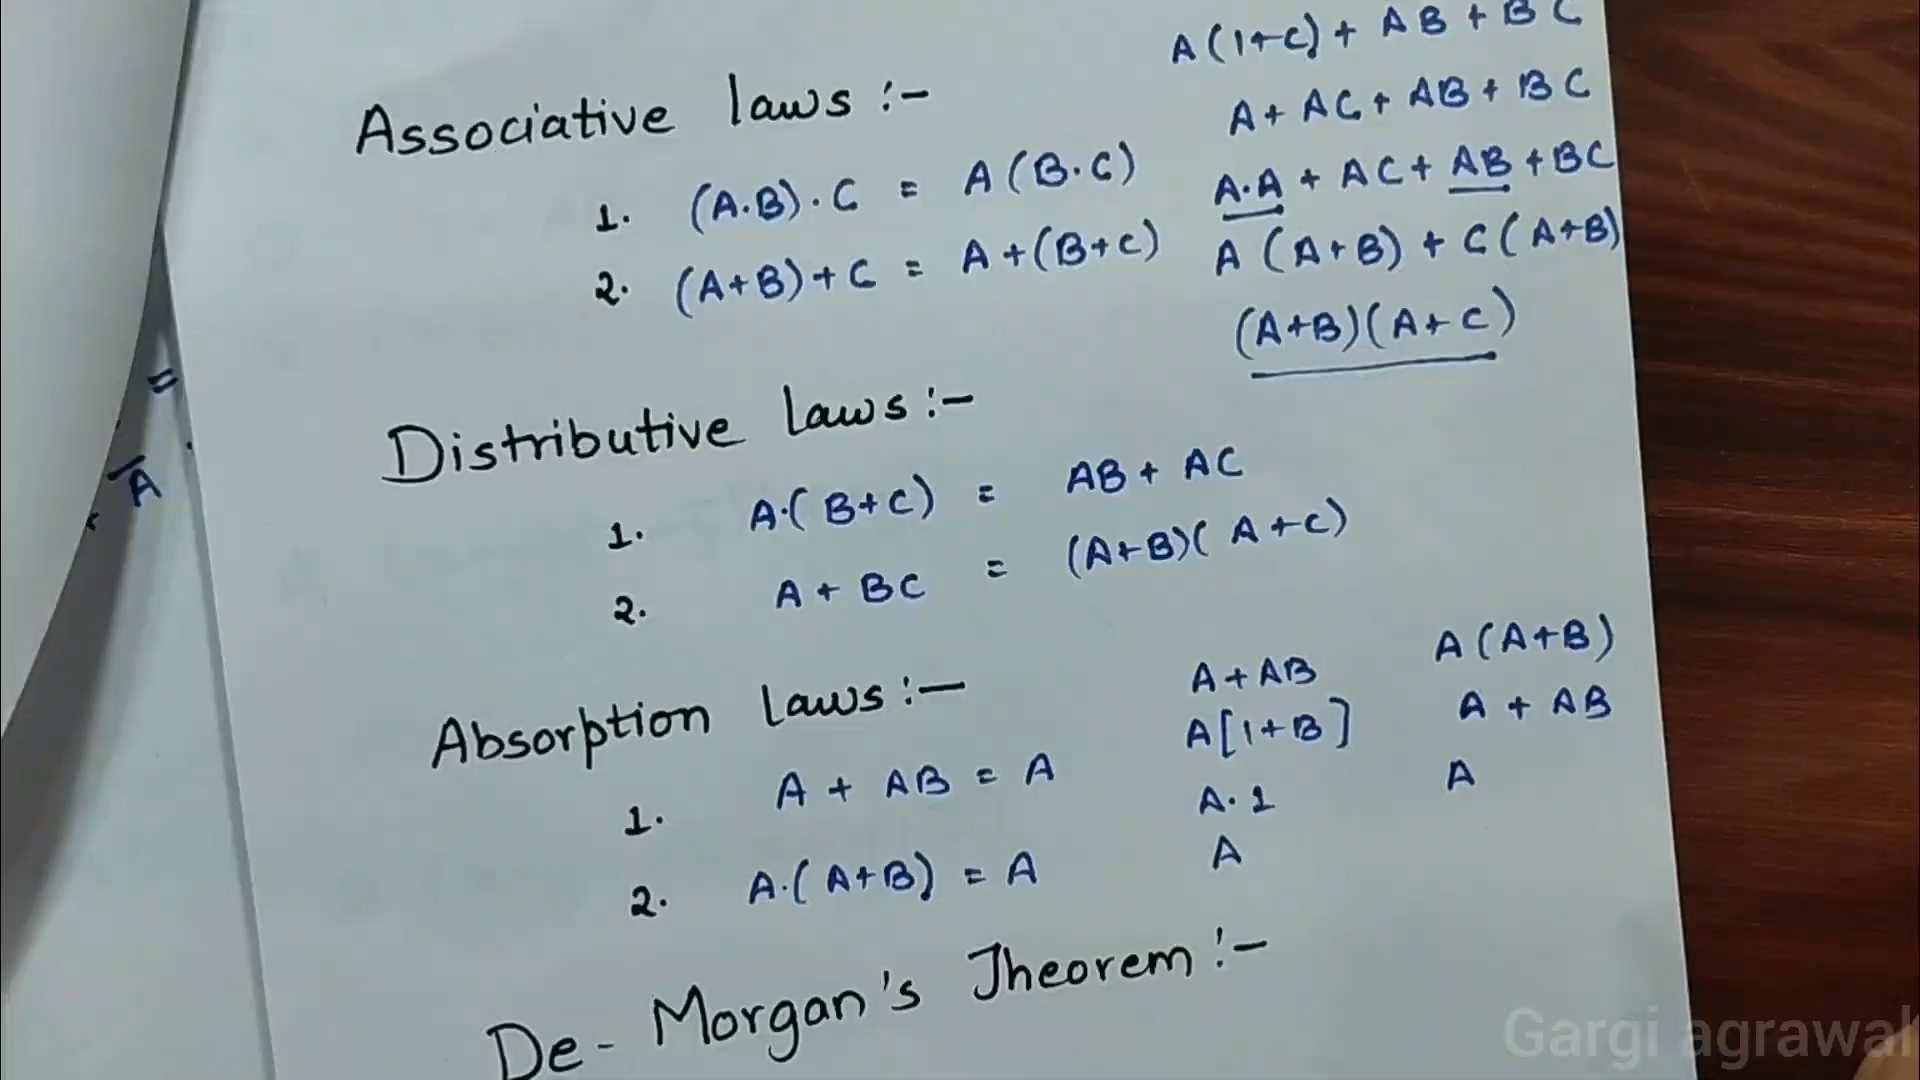 A(1+C) + AB + BC
A + AC + AB + BC
A·A + AC + AB + BC
A (A+B) + C (A+B)
(A+B)(A+C)
Associative laws :-
1. (A·B)·C = A(B·C)
2. (A+B)+C = A+(B+C)
Distributive laws :-
1. A·(B+C) = AB + AC
2. A + BC = (A+B)(A+C)
Absorption laws :-
1. A + AB = A
2. A·(A+B) = A
A + AB
A[1+B]
A·1
A
A(A+B)
A + AB
A
De-Morgan's Theorem :-
=
A
Gargi agrawal